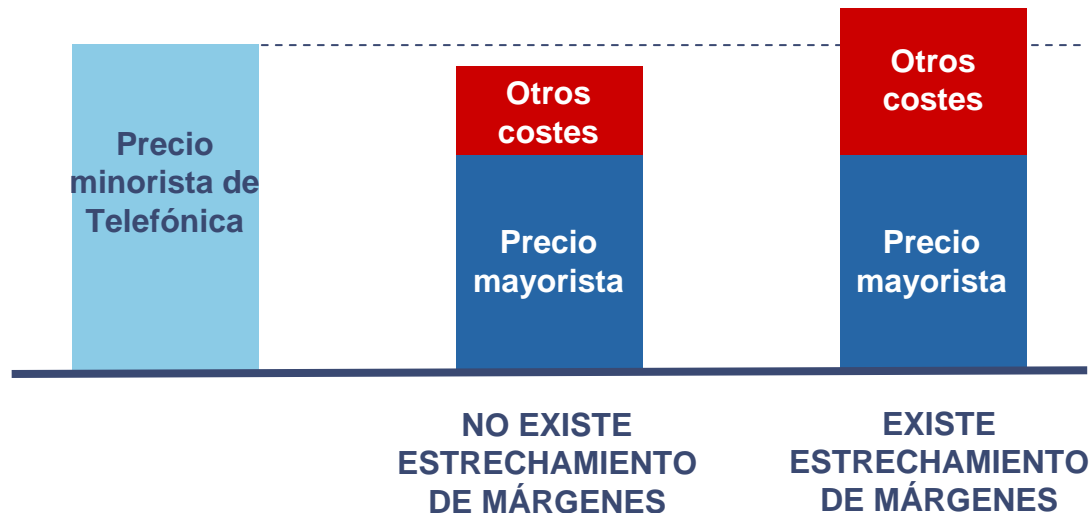 Precio
minorista de
Telefónica
Otros
costes
Precio
mayorista
Otros
costes
Precio
mayorista
NO EXISTE
ESTRECHAMIENTO
DE MÁRGENES
EXISTE
ESTRECHAMIENTO
DE MÁRGENES